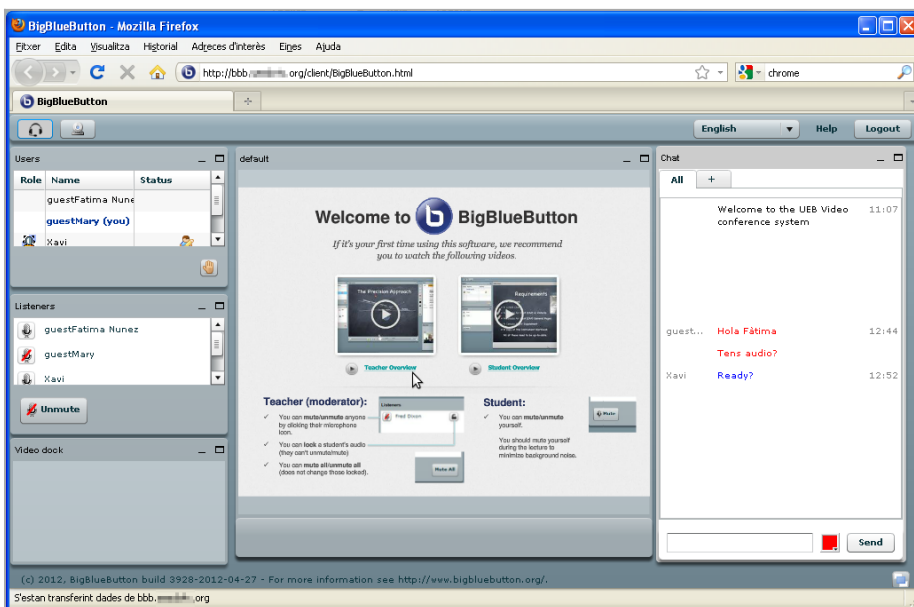 BigBlueButton - Mozilla Firefox
Fitxer Edita Visualitza Historial Adreces d'interès Eines Ajuda
http://bbb. .org/client/BigBlueButton.html
chrome
BigBlueButton
English Help Logout
Users
Role Name Status
guestFatima Nune
guestMary (you)
Xavi
Listeners
guestFatima Nunez
guestMary
Xavi
Unmute
Video dock
default
Welcome to b BigBlueButton
If it's your first time using this software, we recommend
you to watch the following videos.
The Precision Approach
Requirements
Teacher Overview
Student Overview
Teacher (moderator):
✓ You can mute/unmute anyone
by clicking their microphone
icon.
✓ You can lock a student's audio
(they can't unmute/mute)
✓ You can mute all/unmute all
(does not change those locked).
Listeners:
Fred Dixon
Mute All
Student:
✓ You can mute/unmute
yourself.
You should mute yourself
during the lecture to
minimize background noise.
Mute
Chat
All +
Welcome to the UEB Video 11:07
conference system
guest... Hola Fàtima 12:44
Tens audio?
Xavi Ready? 12:52
Send
(c) 2012, BigBlueButton build 3928-2012-04-27 - For more information see http://www.bigbluebutton.org/.
S'estan transferint dades de bbb. .org